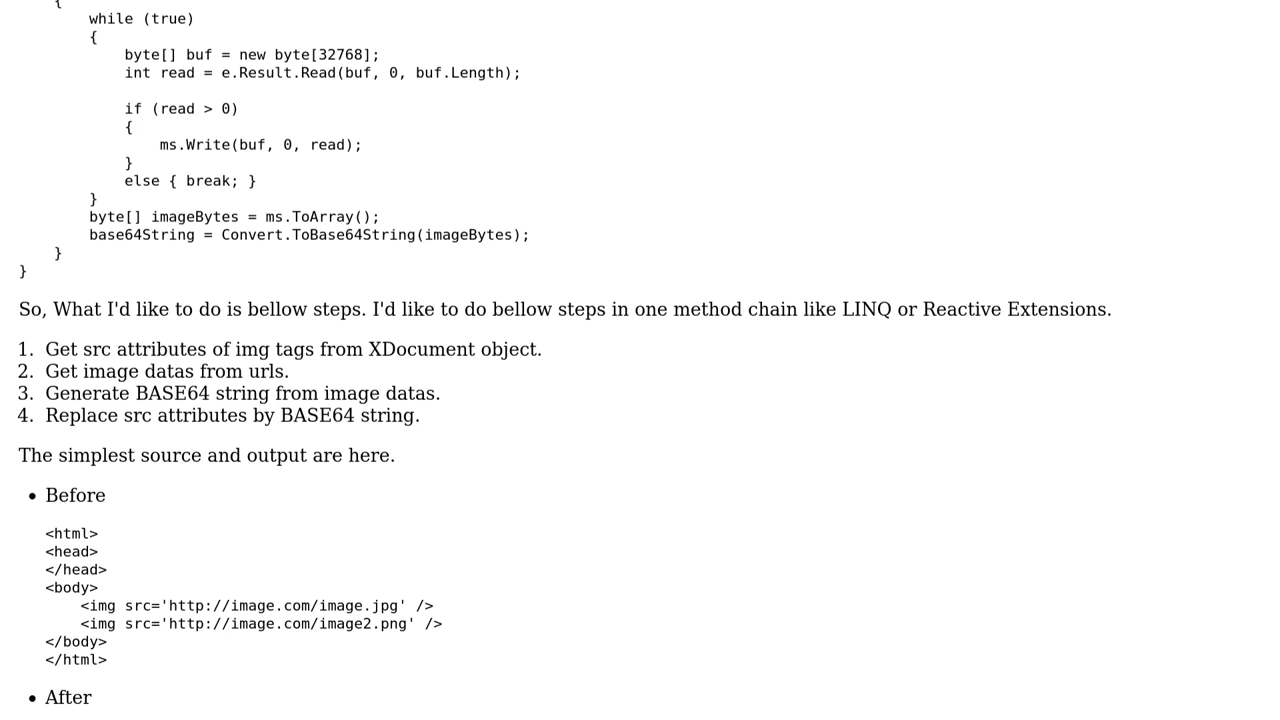 {
while (true)
{
byte[] buf = new byte[32768];
int read = e.Result.Read(buf, 0, buf.Length);
if (read > 0)
{
ms.Write(buf, 0, read);
}
else { break; }
}
byte[] imageBytes = ms.ToArray();
base64String = Convert.ToBase64String(imageBytes);
}
}
So, What I'd like to do is bellow steps. I'd like to do bellow steps in one method chain like LINQ or Reactive Extensions.
1. Get src attributes of img tags from XDocument object.
2. Get image datas from urls.
3. Generate BASE64 string from image datas.
4. Replace src attributes by BASE64 string.
The simplest source and output are here.
• Before
<html>
<head>
</head>
<body>
<img src='http://image.com/image.jpg' />
<img src='http://image.com/image2.png' />
</body>
</html>
• After